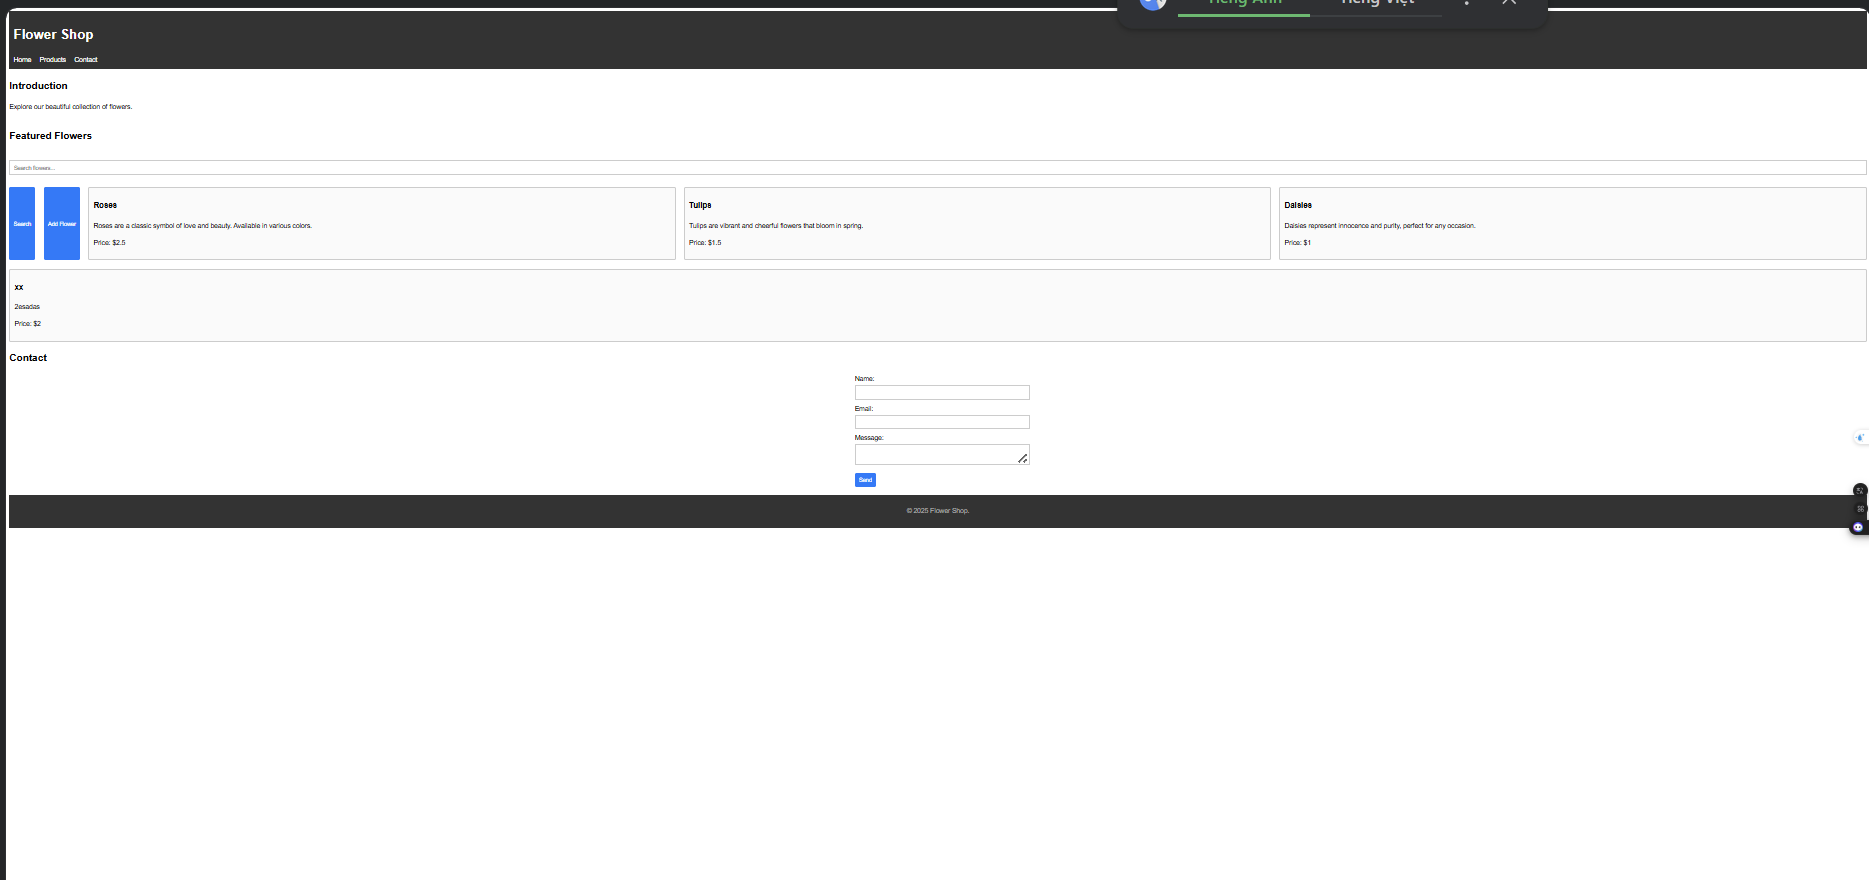 Tiếng Anh Tiếng Việt
Flower Shop
Home Products Contact
Introduction
Explore our beautiful collection of flowers.
Featured Flowers
Search flowers...
Search
Add Flower
Roses
Roses are a classic symbol of love and beauty. Available in various colors.
Price: $2.5
Tulips
Tulips are vibrant and cheerful flowers that bloom in spring.
Price: $1.5
Daisies
Daisies represent innocence and purity, perfect for any occasion.
Price: $1
xx
2esadas
Price: $2
Contact
Name:
Email:
Message:
Send
© 2025 Flower Shop.